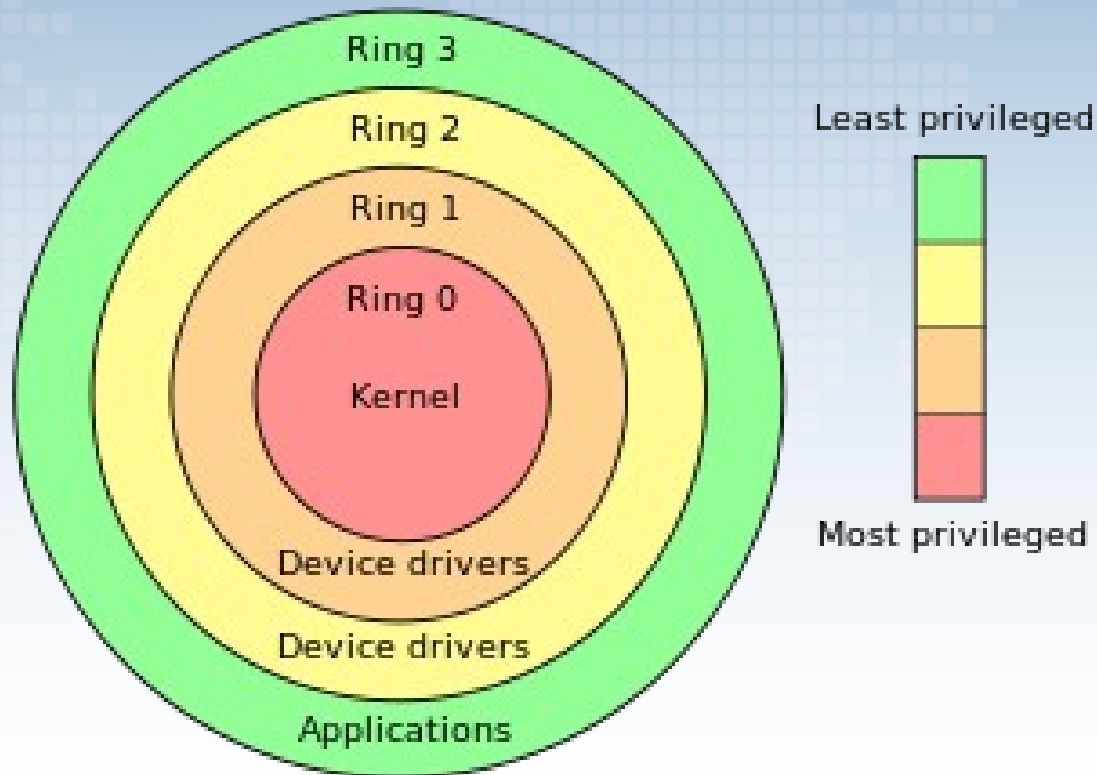 Ring 3
Ring 2
Ring 1
Ring 0
Kernel
Device drivers
Device drivers
Applications
Least privileged
Most privileged